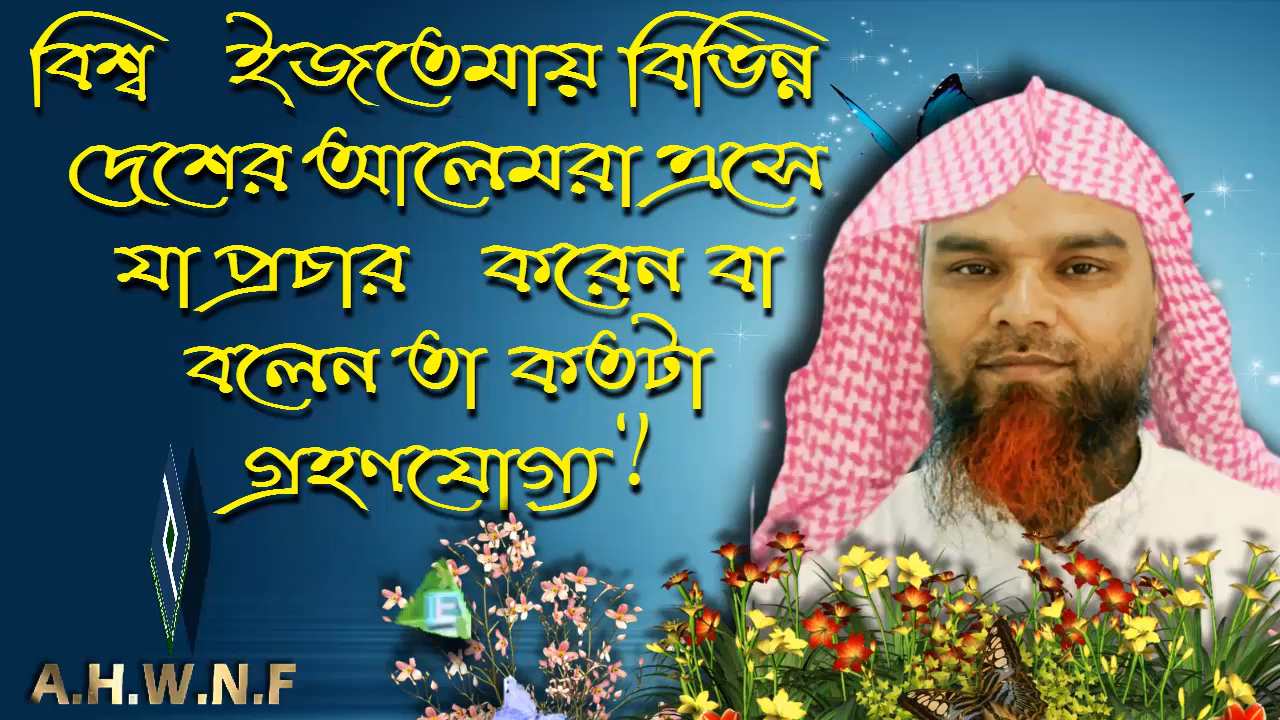 বিশ্ব ইজতেমায় বিভিন্ন
দেশের আলেমরা এসে
যা প্রচার করেন বা
বলেন তা কতটা
গ্রহণযোগ্য ?
E
A.H.W.N.F